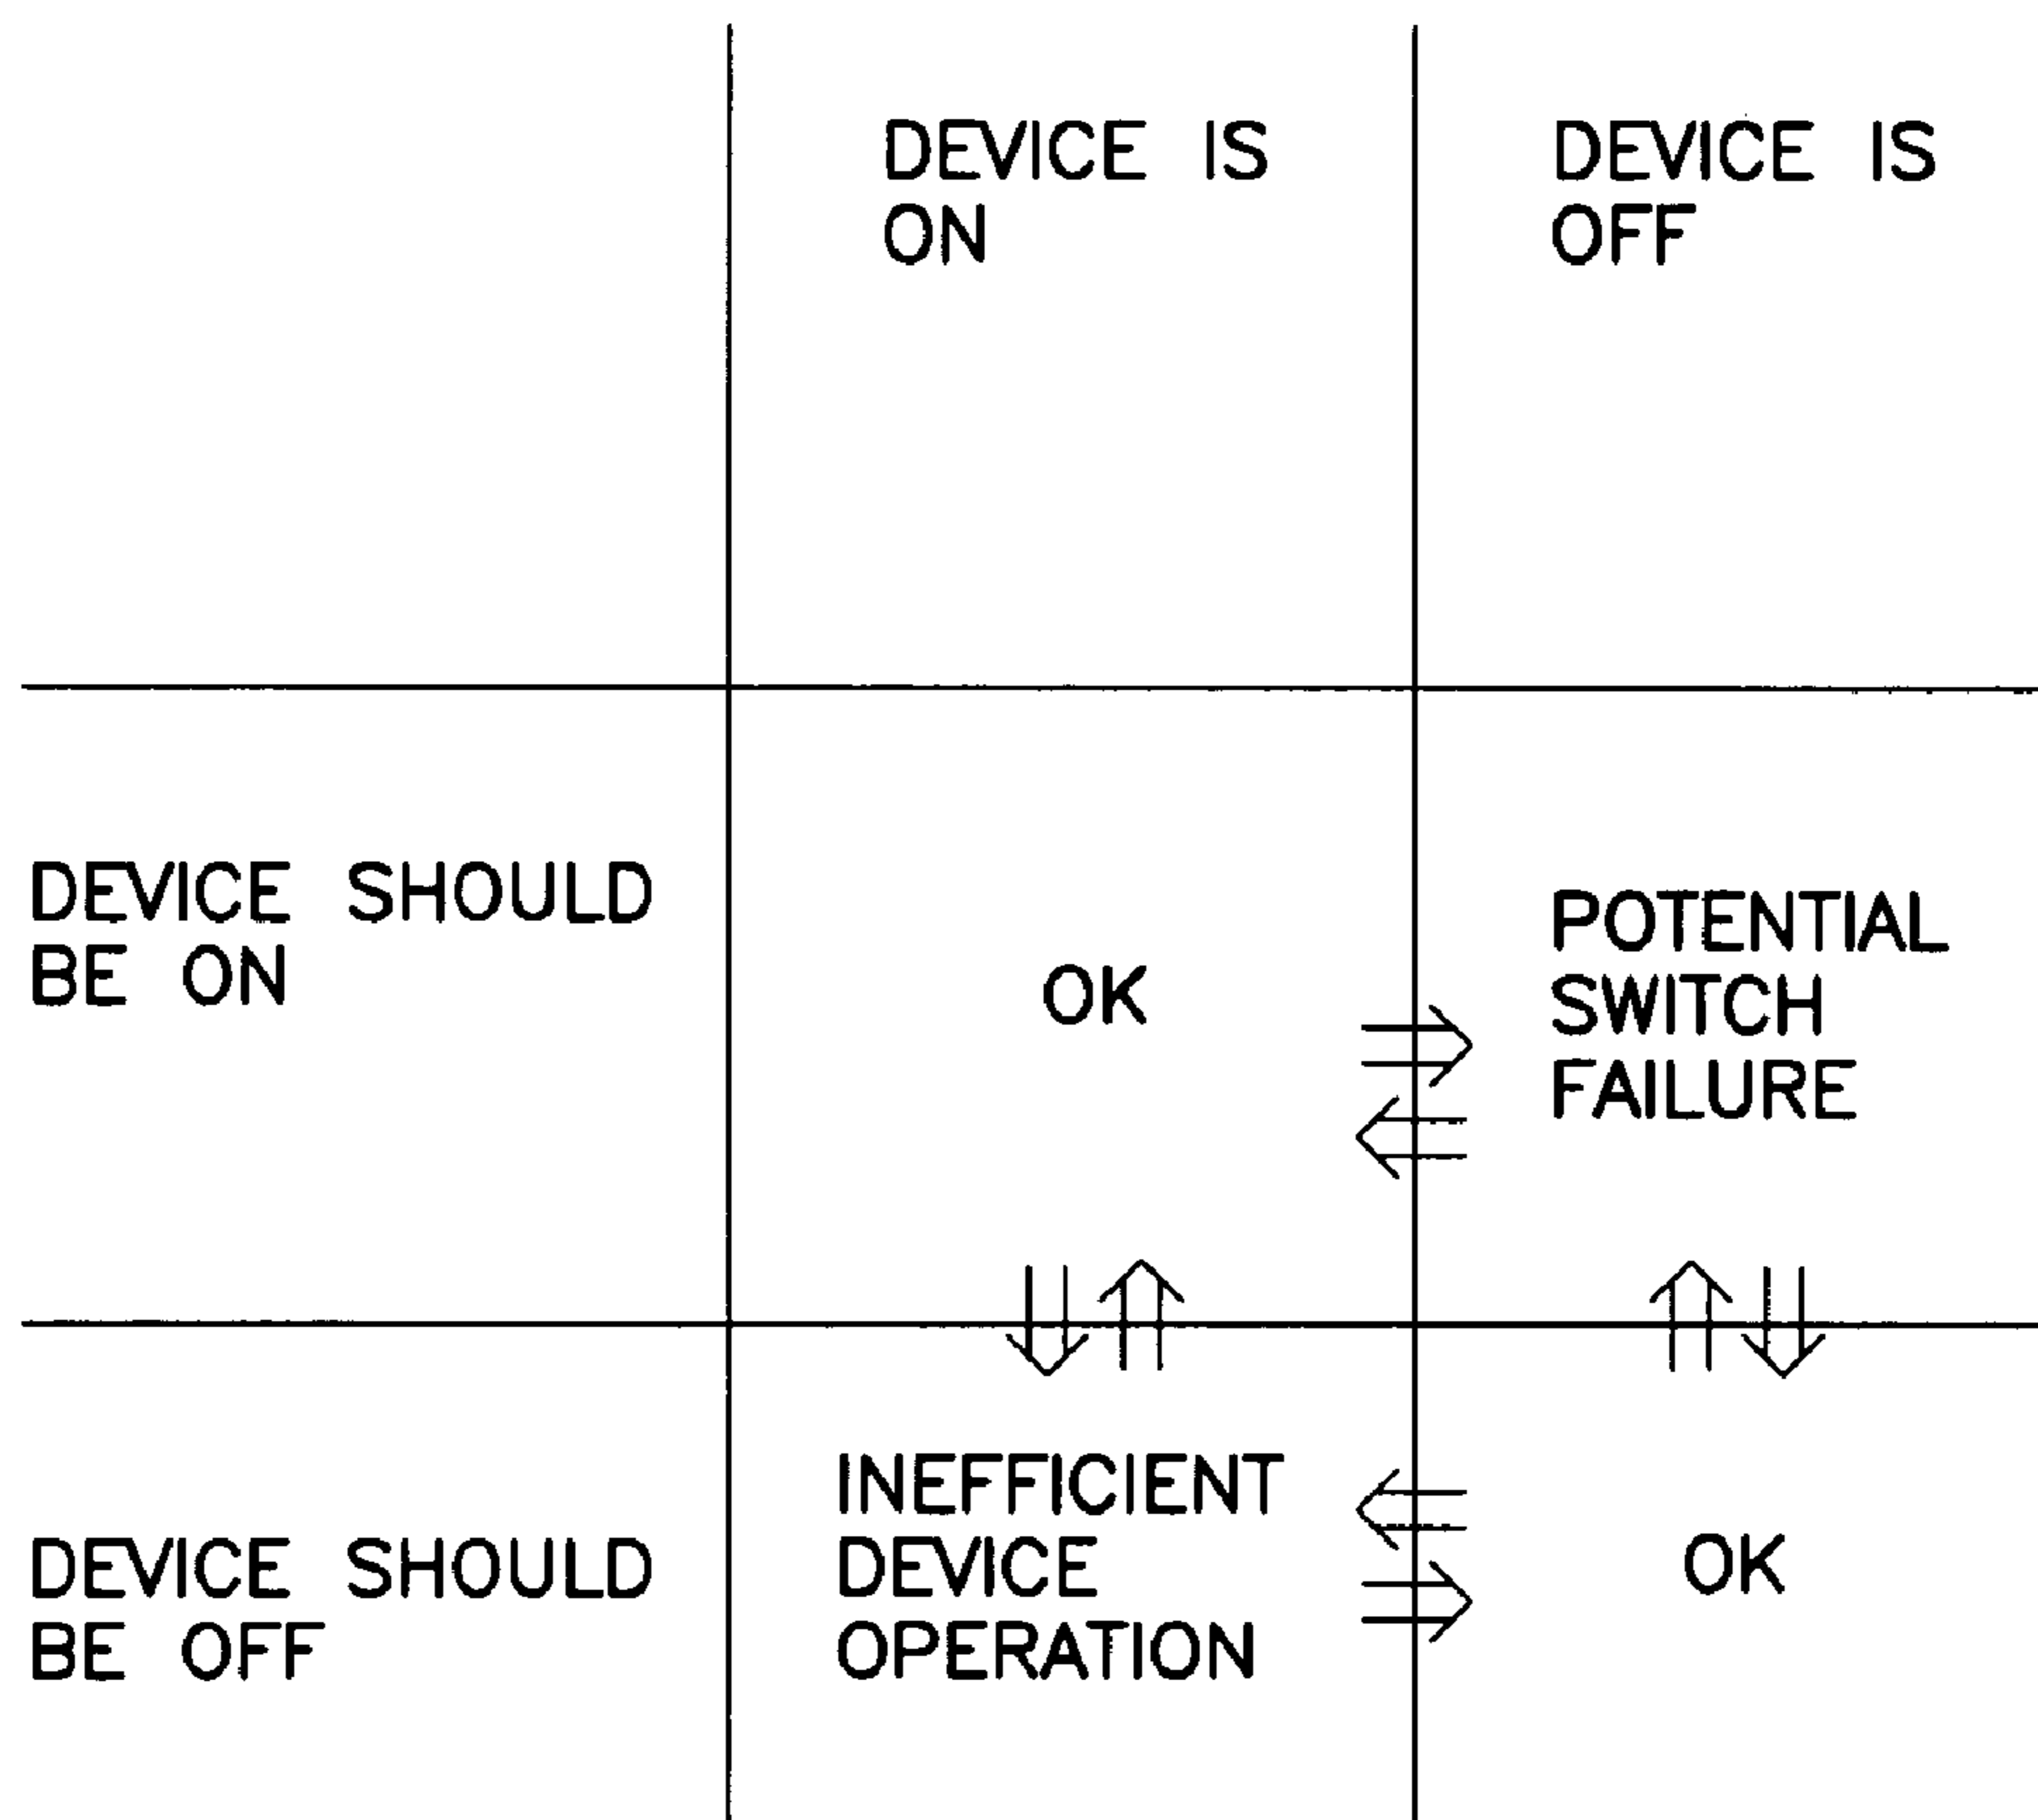 DEVICE IS
ON
DEVICE IS
OFF
DEVICE SHOULD
BE ON
OK
POTENTIAL
SWITCH
FAILURE
DEVICE SHOULD
BE OFF
INEFFICIENT
DEVICE
OPERATION
OK